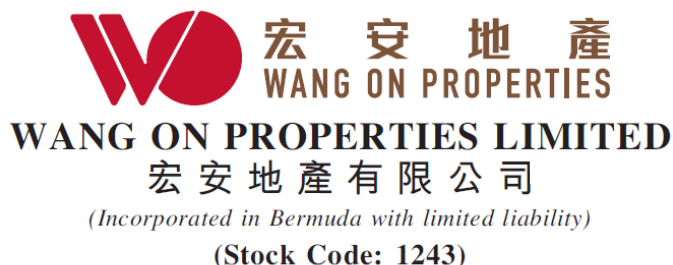 宏安地產
WANG ON PROPERTIES
WANG ON PROPERTIES LIMITED
宏安地產有限公司
(Incorporated in Bermuda with limited liability)
(Stock Code: 1243)